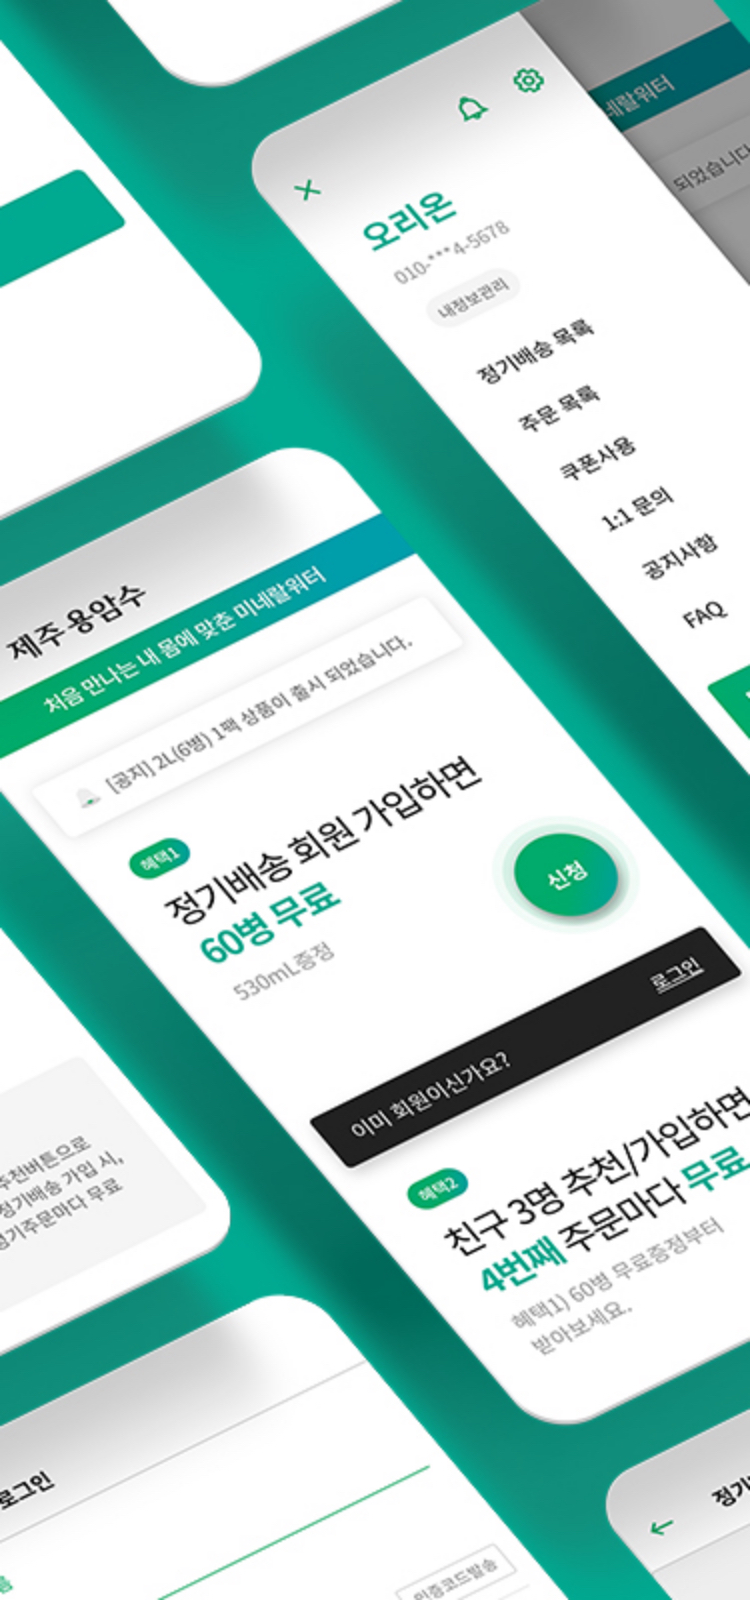 네랄워터
되었습니다
오리온
010-***4-5678
내정보관리
정기배송 목록
주문 목록
쿠폰사용
1:1 문의
공지사항
FAQ
제주용암수
처음 만나는 내 몸에 맞춘 미네랄워터
[공지] 2L(6병) 1팩 상품이 출시 되었습니다.
혜택1
정기배송 회원 가입하면
60병 무료
530mL증정
신청
이미 회원이신가요?
로그인
혜택2
친구 3명 추천/가입하면
4번째 주문마다 무료
혜택1) 60병 무료증정부터
받아보세요.
추천버튼으로
정기배송 가입 시,
정기주문마다 무료
로그인
인증코드발송
정기